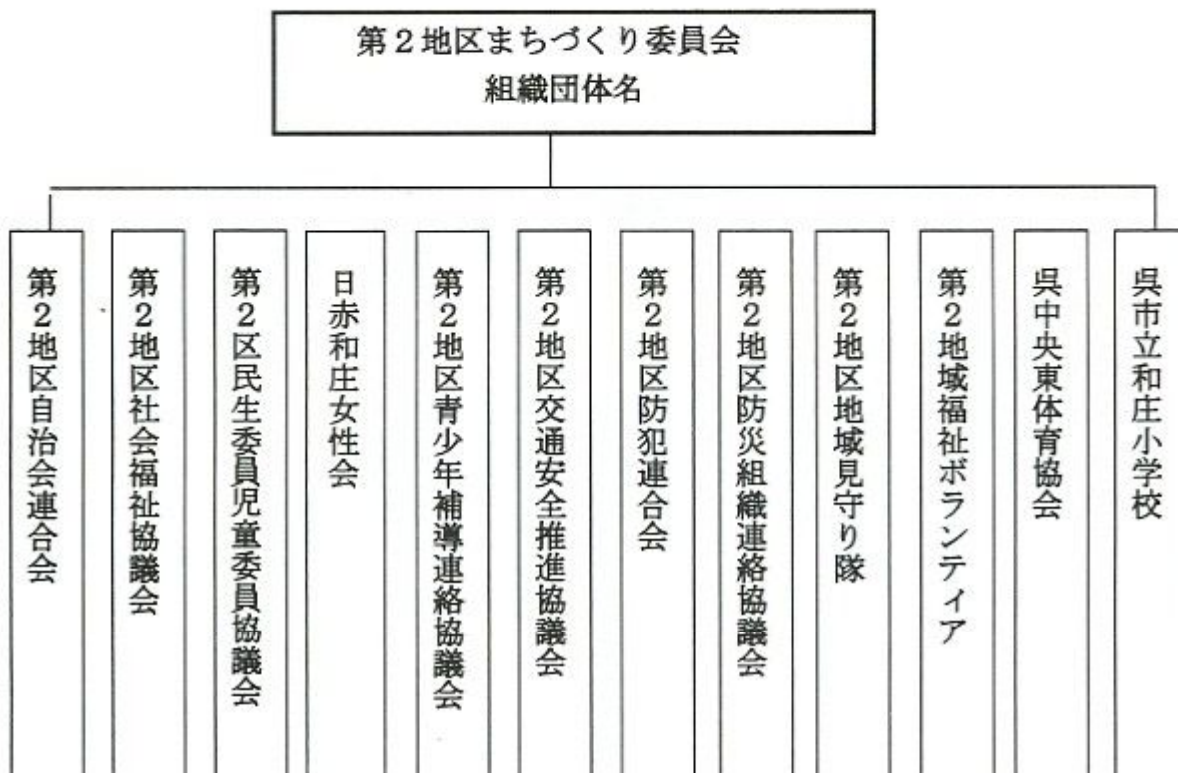 第２地区まちづくり委員会
組織団体名
第２地区自治会連合会
第２地区社会福祉協議会
第２区民生委員児童委員協議会
日赤和庄女性会
第２地区青少年補導連絡協議会
第２地区交通安全推進協議会
第２地区防犯連合会
第２地区防災組織連絡協議会
第２地区地域見守り隊
第２地域福祉ボランティア
呉中央東体育協会
呉市立和庄小学校